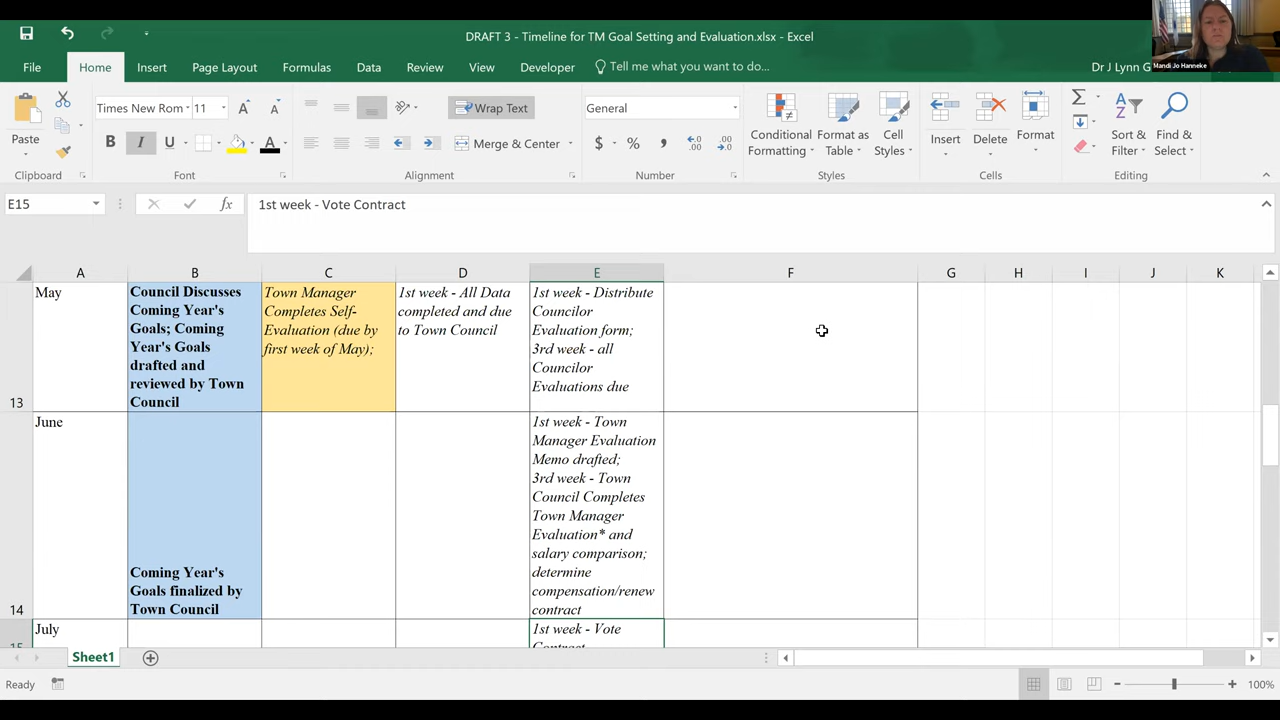 DRAFT 3 - Timeline for TM Goal Setting and Evaluation.xlsx - Excel
Mandi Jo Hanneke
File
Home
Insert
Page Layout
Formulas
Data
Review
View
Developer
Tell me what you want to do...
Dr J Lynn G
Paste
Clipboard
Times New Rom
11
A
A
B
I
U
A
Font
Wrap Text
Merge & Center
Alignment
General
$ % ,
Number
Conditional
Formatting
Format as
Table
Cell
Styles
Styles
Insert
Delete
Format
Cells
Sort &
Filter
Find &
Select
Editing
E15
fx
1st week - Vote Contract
A B C D E F G H I J K
13
May
Council Discusses
Coming Year's
Goals; Coming
Year's Goals
drafted and
reviewed by Town
Council
Town Manager
Completes Self-
Evaluation (due by
first week of May);
1st week - All Data
completed and due
to Town Council
1st week - Distribute
Councilor
Evaluation form;
3rd week - all
Councilor
Evaluations due
14
June
Coming Year's
Goals finalized by
Town Council
1st week - Town
Manager Evaluation
Memo drafted;
3rd week - Town
Council Completes
Town Manager
Evaluation* and
salary comparison;
determine
compensation/renew
contract
15
July
1st week - Vote
Contract
Sheet1
Ready
100%